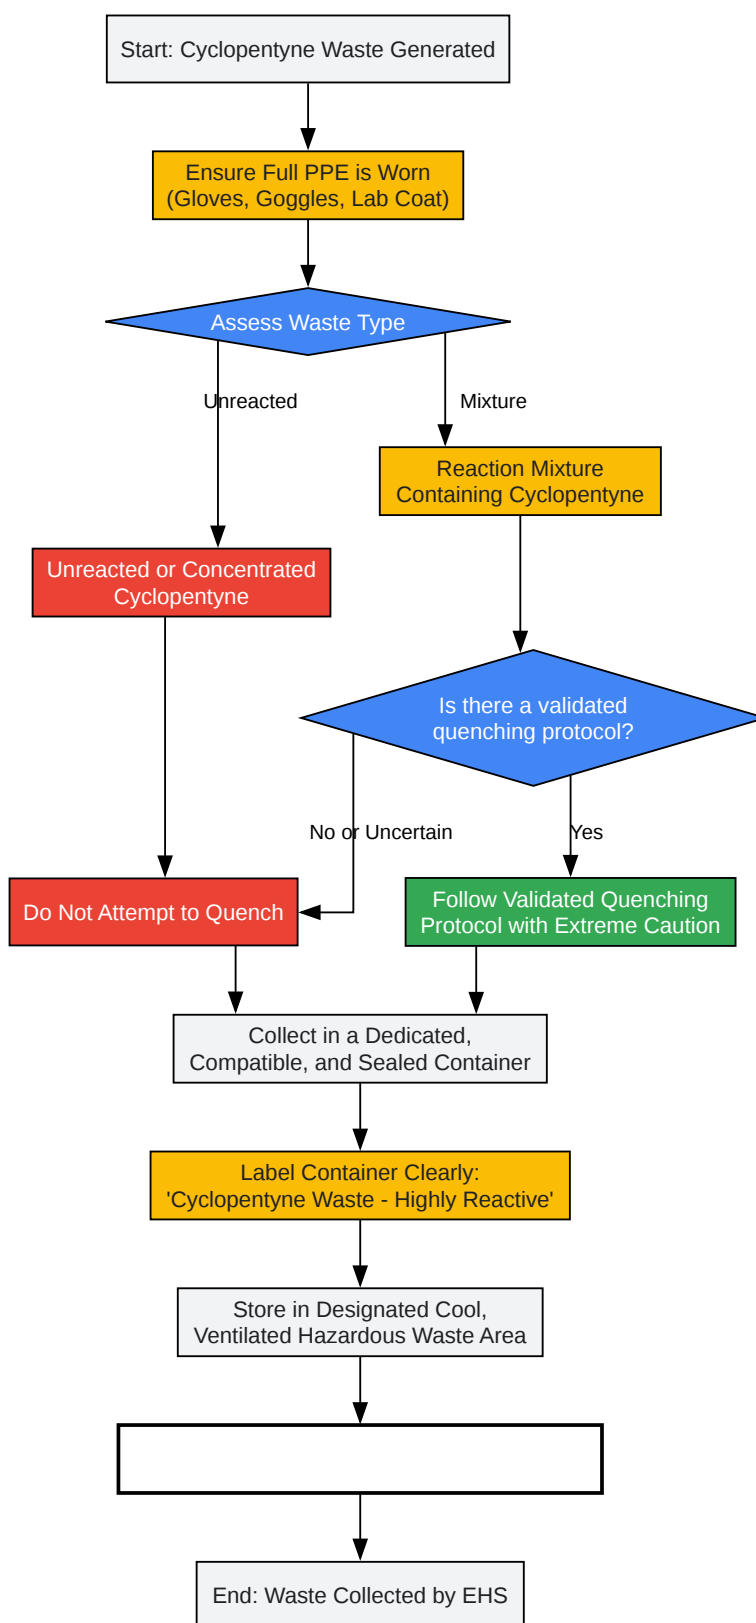 Start: Cyclopentyne Waste Generated
Ensure Full PPE is Worn
(Gloves, Goggles, Lab Coat)
Assess Waste Type
Unreacted
Mixture
Reaction Mixture
Containing Cyclopentyne
Unreacted or Concentrated
Cyclopentyne
Is there a validated
quenching protocol?
No or Uncertain
Yes
Do Not Attempt to Quench
Follow Validated Quenching
Protocol with Extreme Caution
Collect in a Dedicated,
Compatible, and Sealed Container
Label Container Clearly:
'Cyclopentyne Waste - Highly Reactive'
Store in Designated Cool,
Ventilated Hazardous Waste Area
End: Waste Collected by EHS